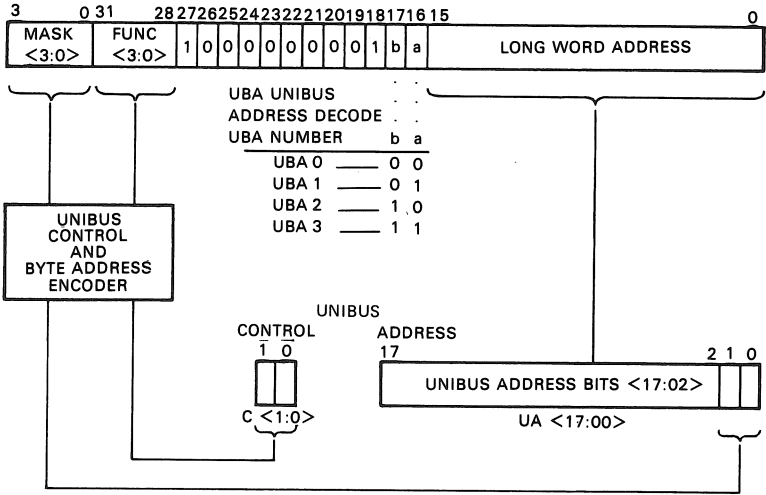 3 0 31 28 27 26 25 24 23 22 21 20 19 18 17 16 15 0
MASK <3:0> FUNC <3:0> 1 0 0 0 0 0 0 0 0 1 b a LONG WORD ADDRESS
UBA UNIBUS
ADDRESS DECODE
UBA NUMBER b a
UBA 0 0 0
UBA 1 0 1
UBA 2 1 0
UBA 3 1 1
UNIBUS
CONTROL
AND
BYTE ADDRESS
ENCODER
UNIBUS
CONTROL ADDRESS
1 0 17 2 1 0
UNIBUS ADDRESS BITS <17:02>
C <1:0> UA <17:00>